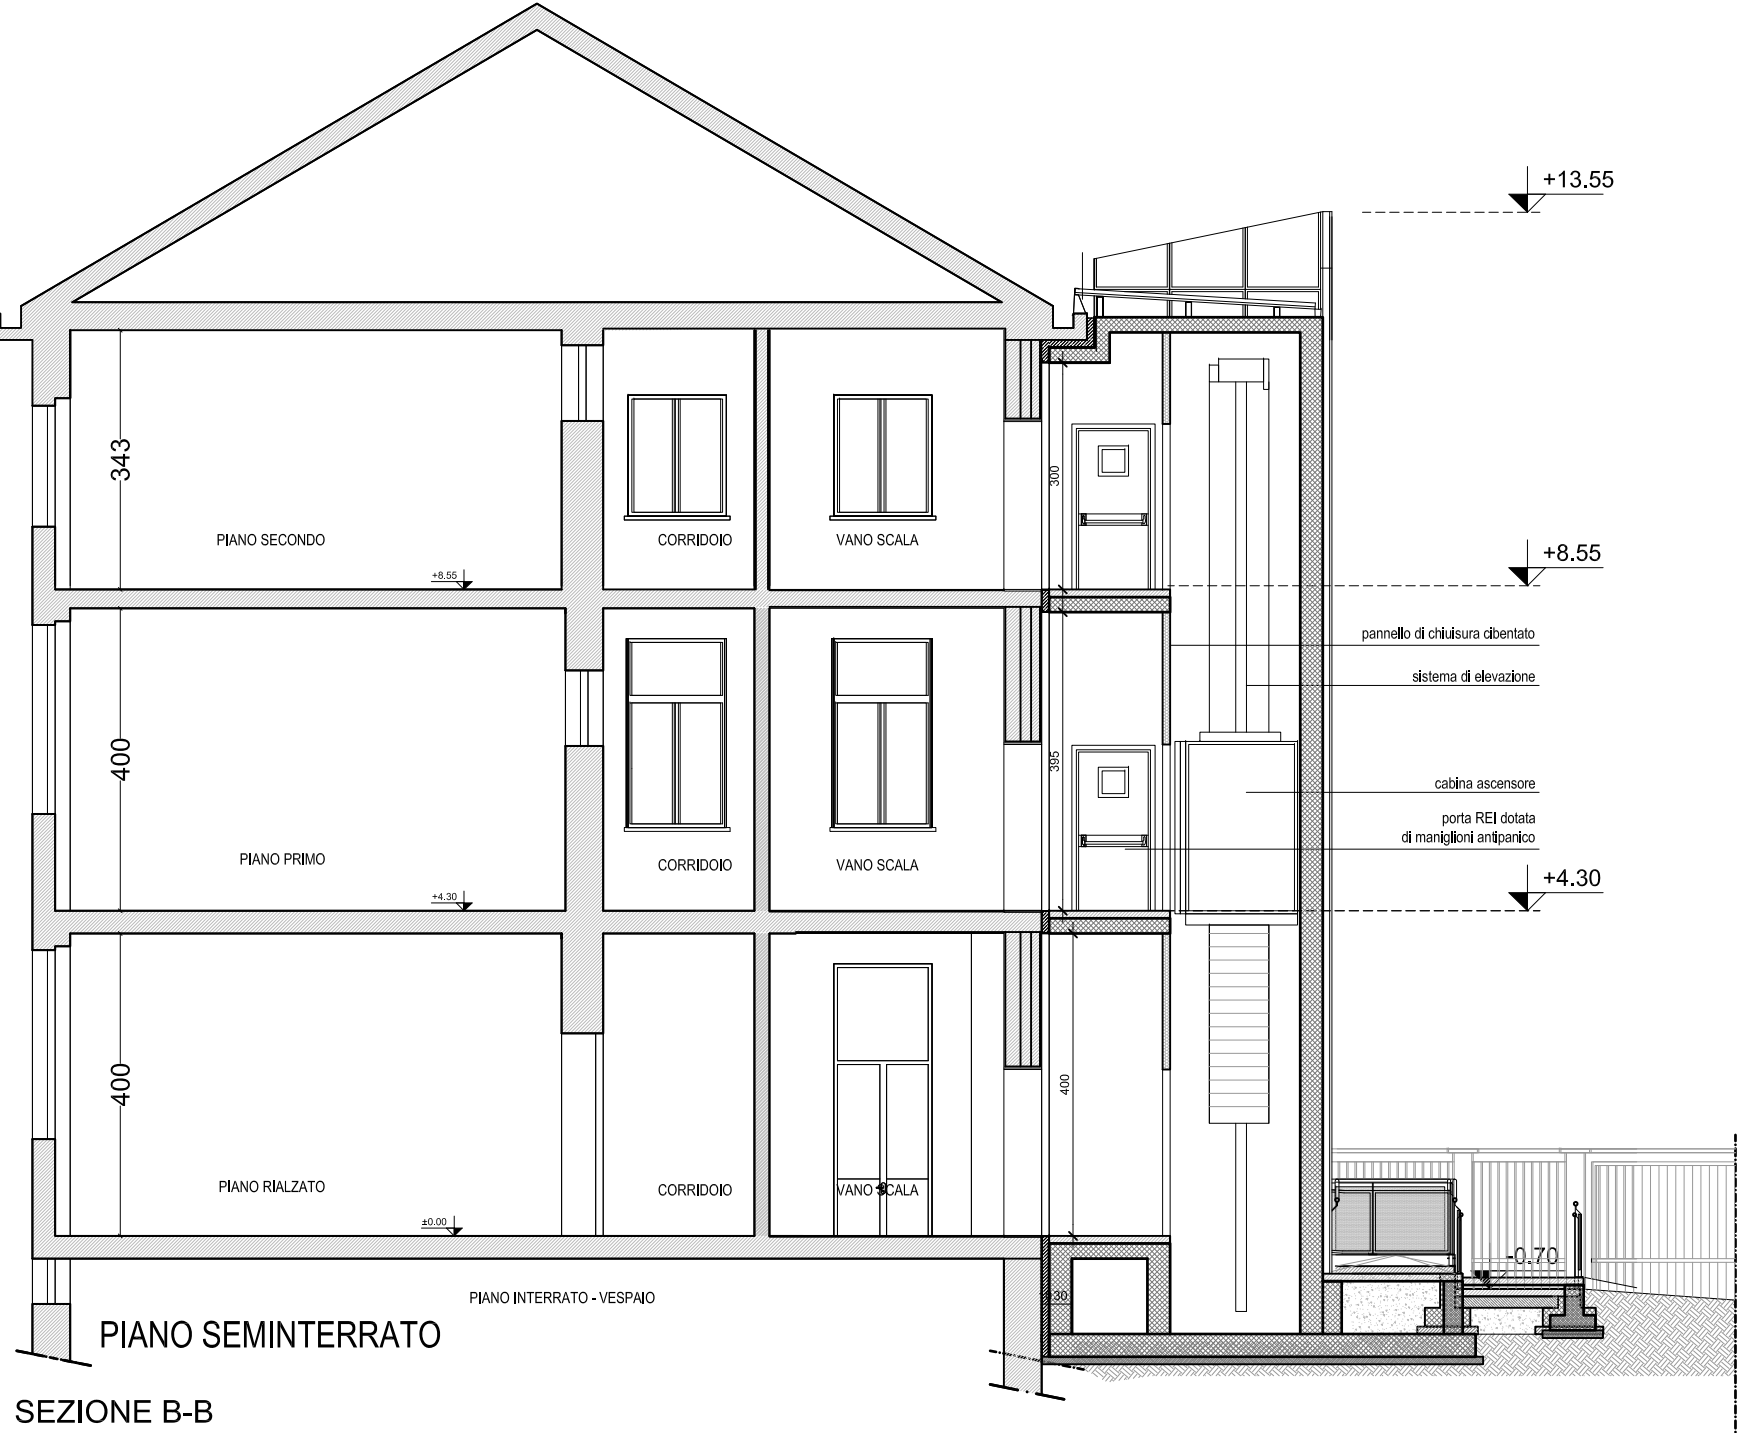 +13.55
343
300
PIANO SECONDO
CORRIDOIO
VANO SCALA
+8.55
+8.55
pannello di chiuisura cibentato
sistema di elevazione
400
395
cabina ascensore
porta REI dotata
di maniglioni antipanico
PIANO PRIMO
CORRIDOIO
VANO SCALA
+4.30
+4.30
400
400
PIANO RIALZATO
CORRIDOIO
VANO SCALA
±0.00
-0.70
PIANO INTERRATO - VESPAIO
30
PIANO SEMINTERRATO
SEZIONE B-B